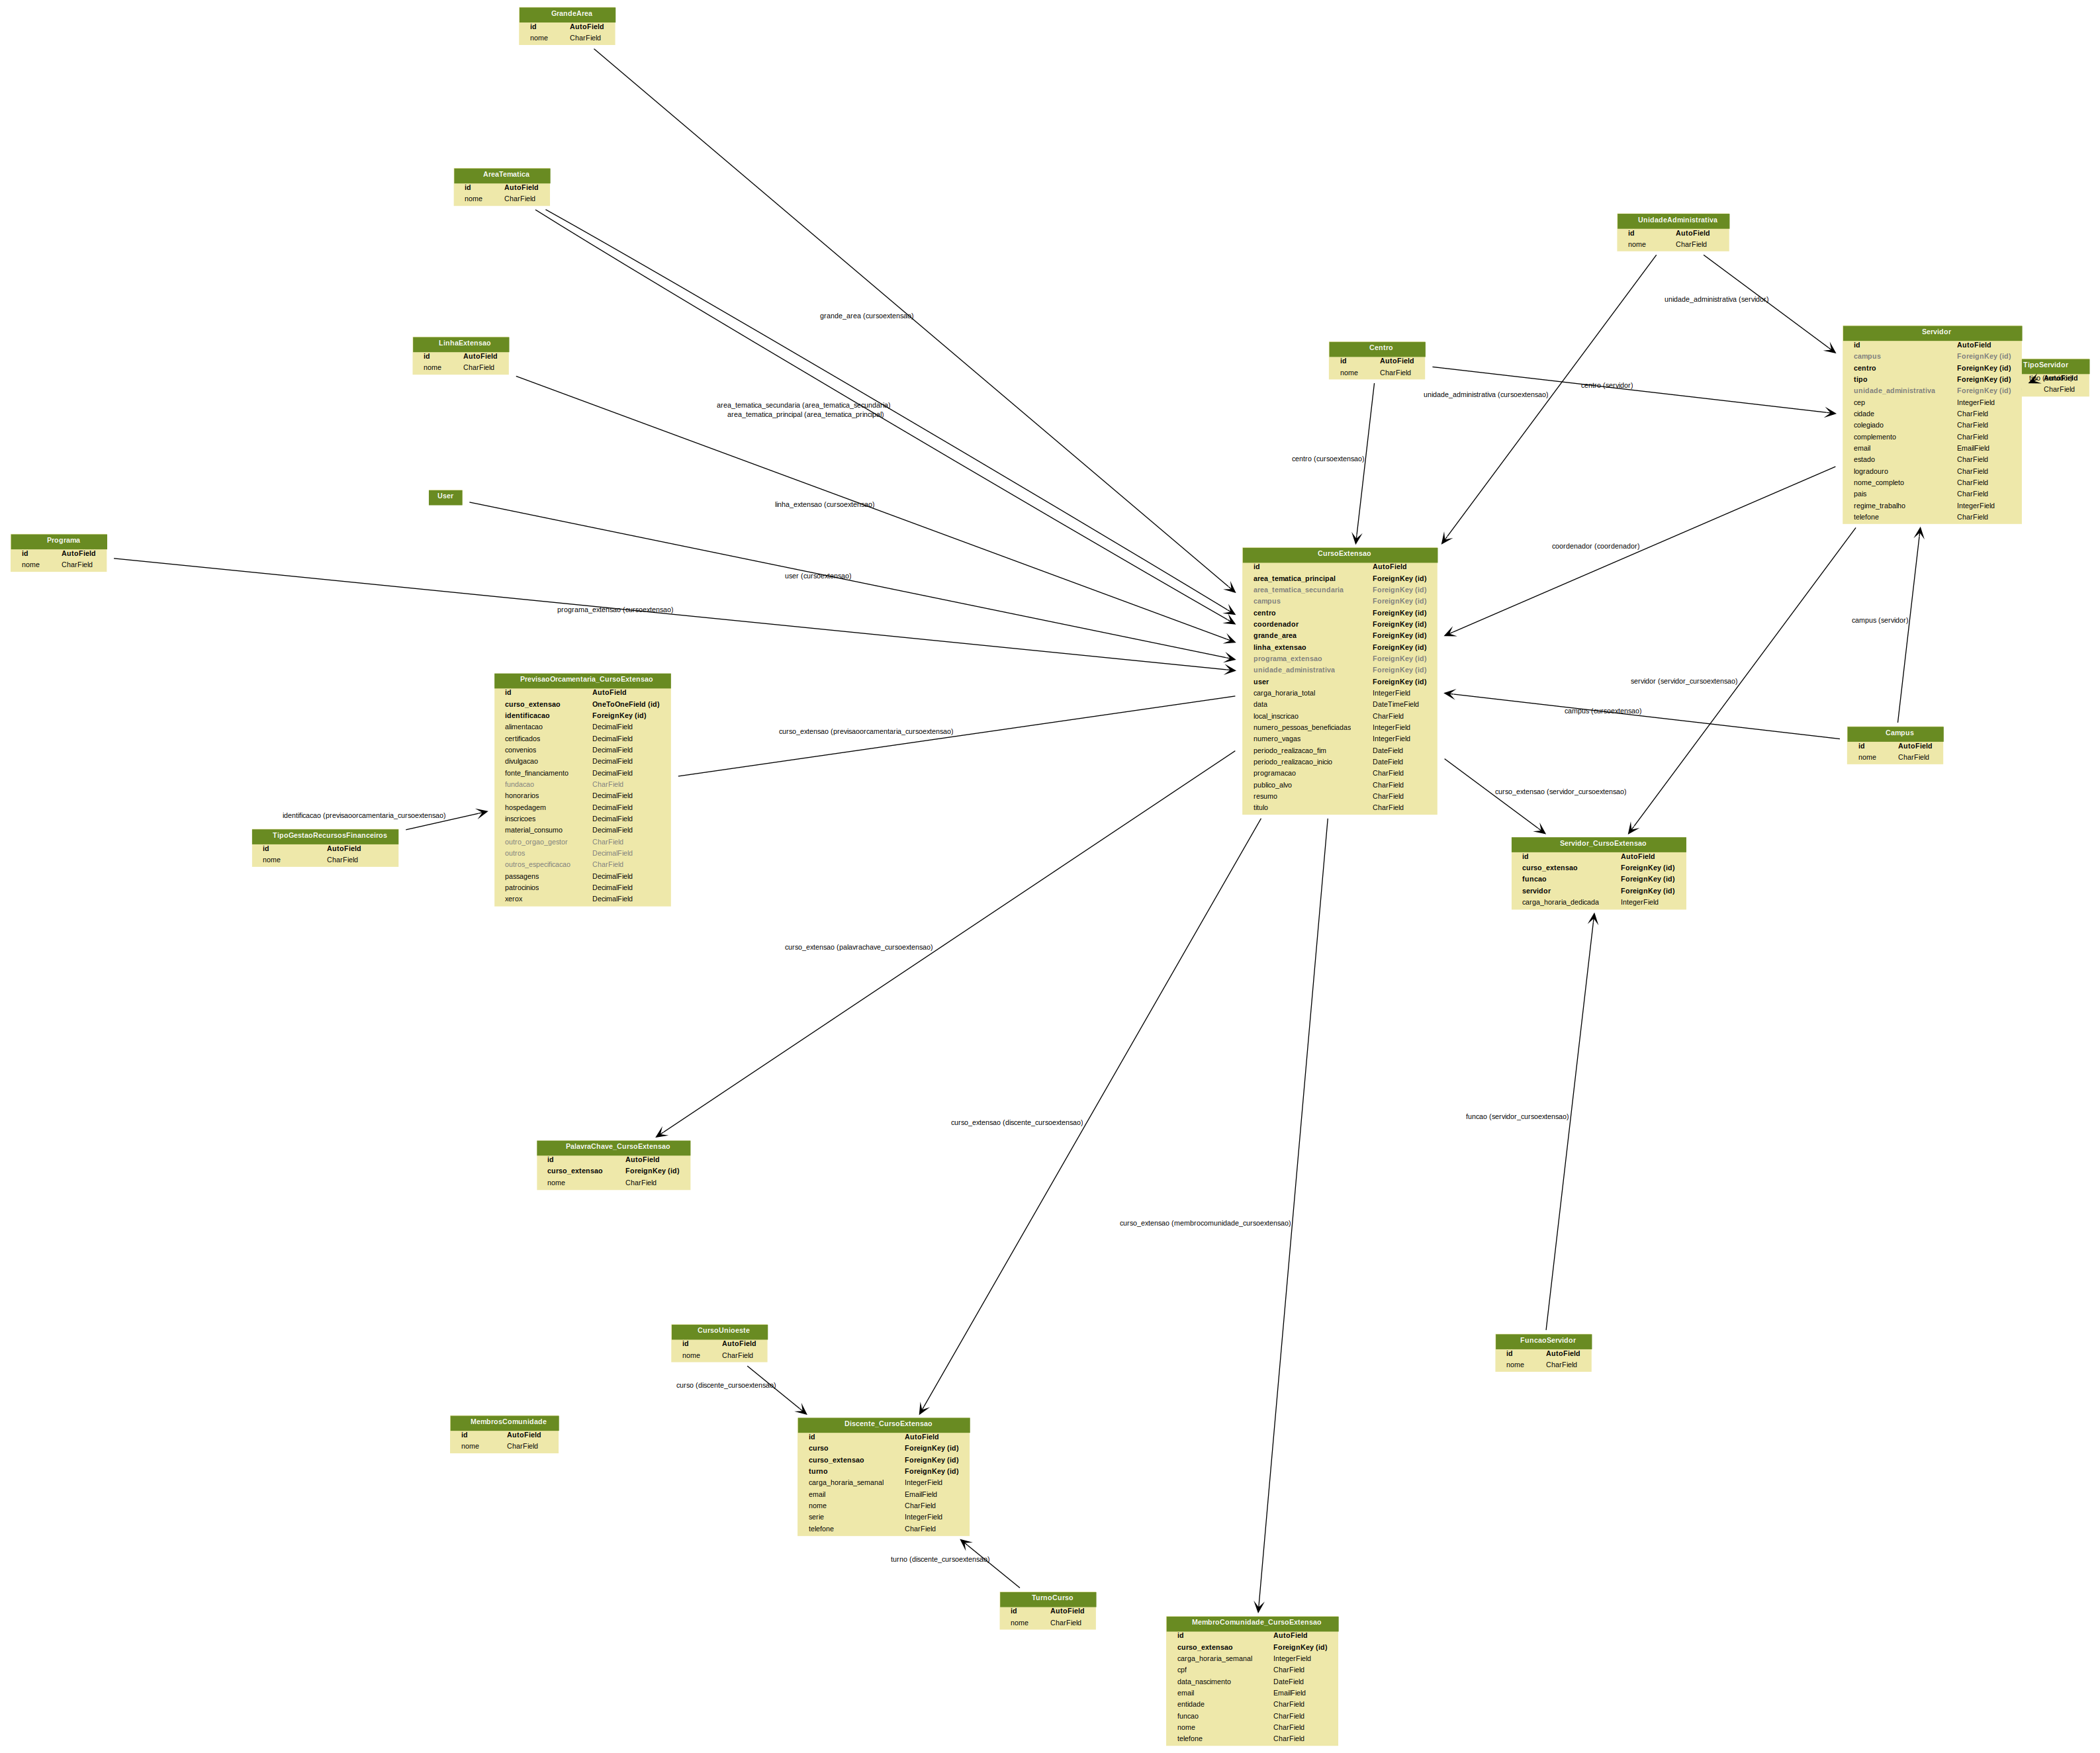 GrandeArea
id AutoField
nome CharField
AreaTematica
id AutoField
nome CharField
UnidadeAdministrativa
id AutoField
nome CharField
unidade_administrativa (servidor)
grande_area (cursoextensao)
Servidor
id AutoField
campus ForeignKey (id)
centro ForeignKey (id)
tipo ForeignKey (id)
unidade_administrativa ForeignKey (id)
cep IntegerField
cidade CharField
colegiado CharField
complemento CharField
email EmailField
estado CharField
logradouro CharField
nome_completo CharField
pais CharField
regime_trabalho IntegerField
telefone CharField
TipoServidor
AutoField
CharField
LinhaExtensao
id AutoField
nome CharField
Centro
id AutoField
nome CharField
centro (servidor)
unidade_administrativa (cursoextensao)
area_tematica_secundaria (area_tematica_secundaria)
area_tematica_principal (area_tematica_principal)
centro (cursoextensao)
User
linha_extensao (cursoextensao)
Programa
id AutoField
nome CharField
coordenador (coordenador)
user (cursoextensao)
programa_extensao (cursoextensao)
campus (servidor)
CursoExtensao
id AutoField
area_tematica_principal ForeignKey (id)
area_tematica_secundaria ForeignKey (id)
campus ForeignKey (id)
centro ForeignKey (id)
coordenador ForeignKey (id)
grande_area ForeignKey (id)
linha_extensao ForeignKey (id)
programa_extensao ForeignKey (id)
unidade_administrativa ForeignKey (id)
user ForeignKey (id)
carga_horaria_total IntegerField
data DateTimeField
local_inscricao CharField
numero_pessoas_beneficiadas IntegerField
numero_vagas IntegerField
periodo_realizacao_fim DateField
periodo_realizacao_inicio DateField
programacao CharField
publico_alvo CharField
resumo CharField
titulo CharField
servidor (servidor_cursoextensao)
campus (cursoextensao)
Campus
id AutoField
nome CharField
PrevisaoOrcamentaria_CursoExtensao
id AutoField
curso_extensao OneToOneField (id)
identificacao ForeignKey (id)
alimentacao DecimalField
certificados DecimalField
convenios DecimalField
divulgacao DecimalField
fonte_financiamento DecimalField
fundacao CharField
honorarios DecimalField
hospedagem DecimalField
inscricoes DecimalField
material_consumo DecimalField
outro_orgao_gestor CharField
outros DecimalField
outros_especificacao CharField
passagens DecimalField
patrocinios DecimalField
xerox DecimalField
curso_extensao (previsaoorcamentaria_cursoextensao)
curso_extensao (servidor_cursoextensao)
identificacao (previsaoorcamentaria_cursoextensao)
TipoGestaoRecursosFinanceiros
id AutoField
nome CharField
Servidor_CursoExtensao
id AutoField
curso_extensao ForeignKey (id)
funcao ForeignKey (id)
servidor ForeignKey (id)
carga_horaria_dedicada IntegerField
curso_extensao (palavrachave_cursoextensao)
funcao (servidor_cursoextensao)
curso_extensao (discente_cursoextensao)
PalavraChave_CursoExtensao
id AutoField
curso_extensao ForeignKey (id)
nome CharField
curso_extensao (membrocomunidade_cursoextensao)
CursoUnioeste
id AutoField
nome CharField
FuncaoServidor
id AutoField
nome CharField
curso (discente_cursoextensao)
MembrosComunidade
id AutoField
nome CharField
Discente_CursoExtensao
id AutoField
curso ForeignKey (id)
curso_extensao ForeignKey (id)
turno ForeignKey (id)
carga_horaria_semanal IntegerField
email EmailField
nome CharField
serie IntegerField
telefone CharField
turno (discente_cursoextensao)
TurnoCurso
id AutoField
nome CharField
MembroComunidade_CursoExtensao
id AutoField
curso_extensao ForeignKey (id)
carga_horaria_semanal IntegerField
cpf CharField
data_nascimento DateField
email EmailField
entidade CharField
funcao CharField
nome CharField
telefone CharField